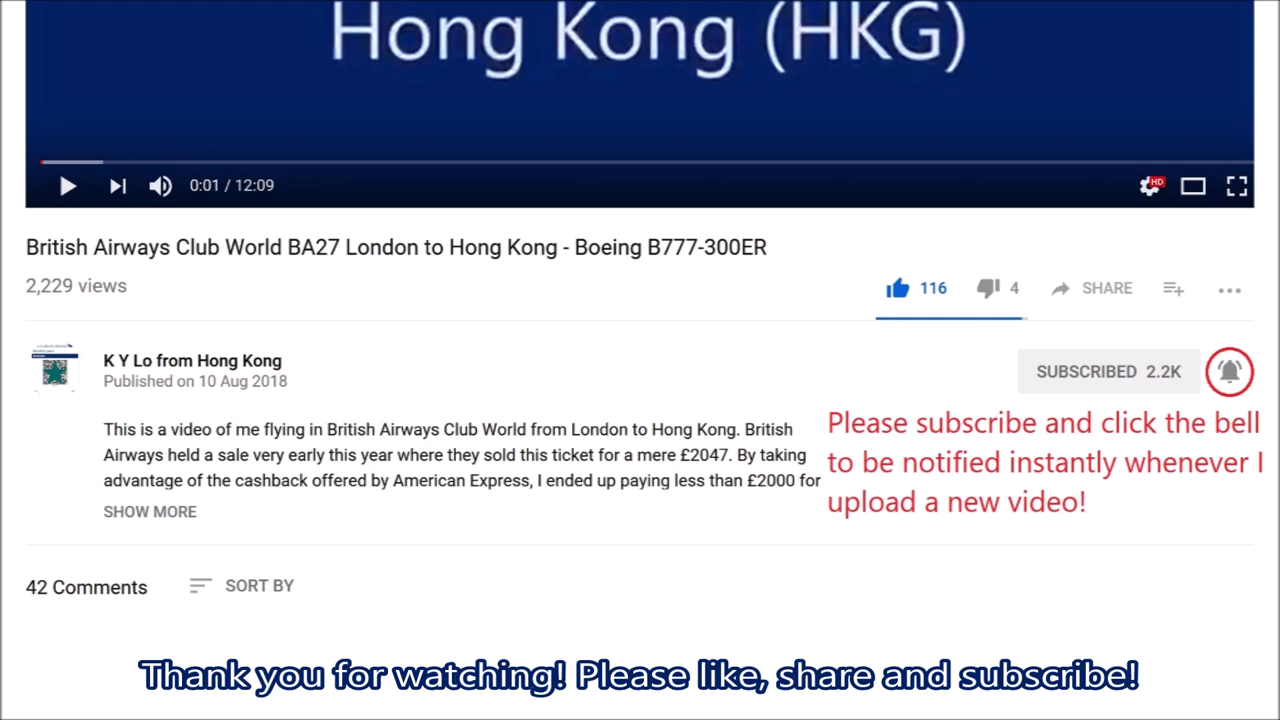 Hong Kong (HKG)
0:01 / 12:09
HD
British Airways Club World BA27 London to Hong Kong - Boeing B777-300ER
2,229 views
116 4 SHARE
K Y Lo from Hong Kong
Published on 10 Aug 2018
SUBSCRIBED 2.2K
This is a video of me flying in British Airways Club World from London to Hong Kong. British
Airways held a sale very early this year where they sold this ticket for a mere £2047. By taking
advantage of the cashback offered by American Express, I ended up paying less than £2000 for
SHOW MORE
Please subscribe and click the bell
to be notified instantly whenever I
upload a new video!
42 Comments SORT BY
Thank you for watching! Please like, share and subscribe!